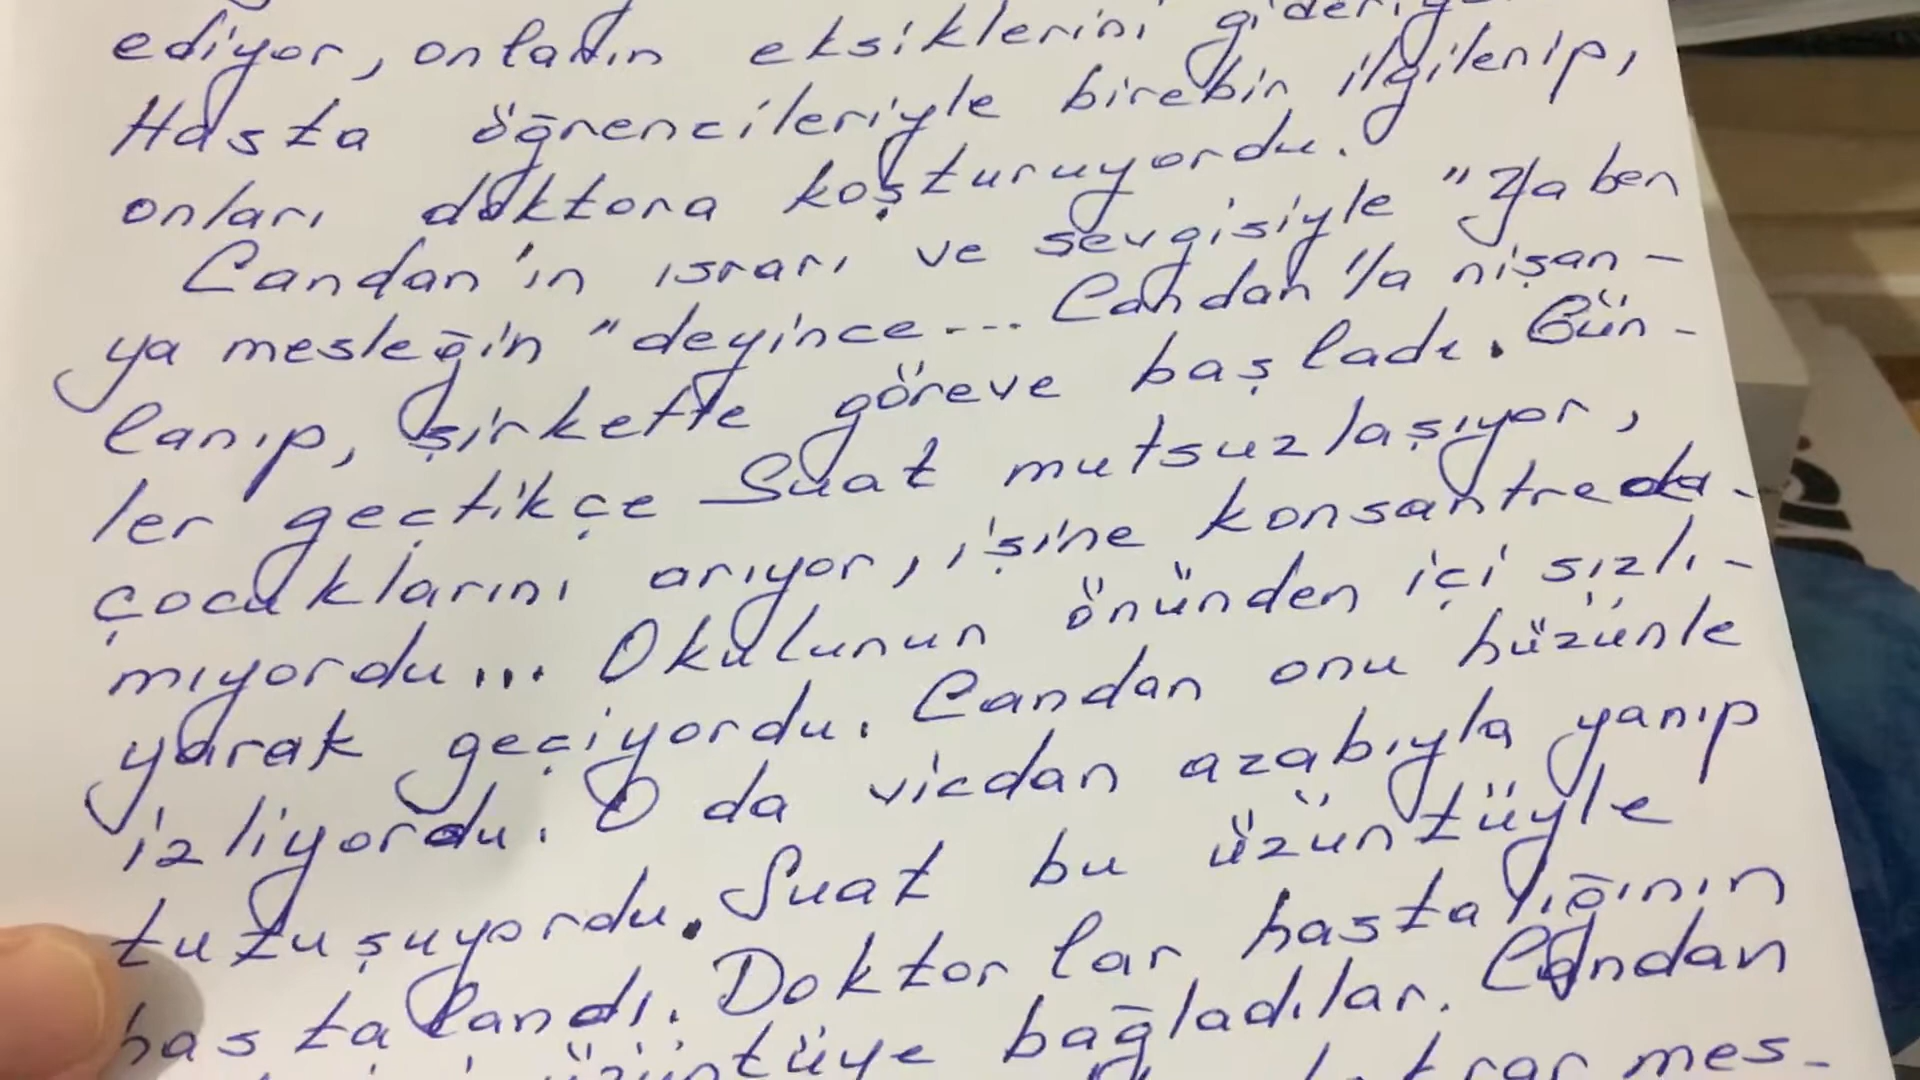 ediyor, onların eksiklerini
Hasta öğrencileriyle birebir ilgilenip,
onları doktora koşturuyordu.
Candan'ın ısrarı ve sevgisiyle "Ya ben
ya mesleğin" deyince... Candan'la nişan-
lanıp, şirkette göreve başladı. Gün-
ler geçtikçe Suat mutsuzlaşıyor,
çocuklarını arıyor, işine konsantre ola-
mıyordu... Okulunun önünden içi sızlı-
yarak geçiyordu. Candan onu hüzünle
izliyordu. O da vicdan azabıyla yanıp
tutuşuyordu. Suat bu üzüntüyle
hastalandı. Doktorlar hastalığının
üzüntüye bağladılar. Candan
mes-